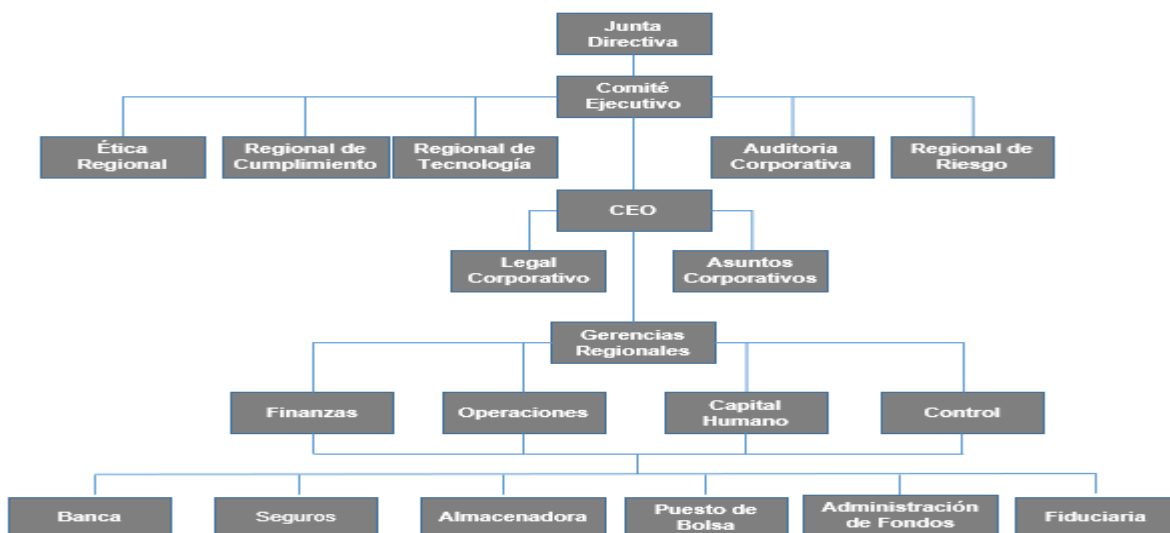 Junta
Directiva
Comité
Ejecutivo
Ética
Regional
Regional de
Cumplimiento
Regional de
Tecnología
Auditoria
Corporativa
Regional de
Riesgo
CEO
Legal
Corporativo
Asuntos
Corporativos
Gerencias
Regionales
Finanzas
Operaciones
Capital
Humano
Control
Banca
Seguros
Almacenadora
Puesto de
Bolsa
Administración
de Fondos
Fiduciaria